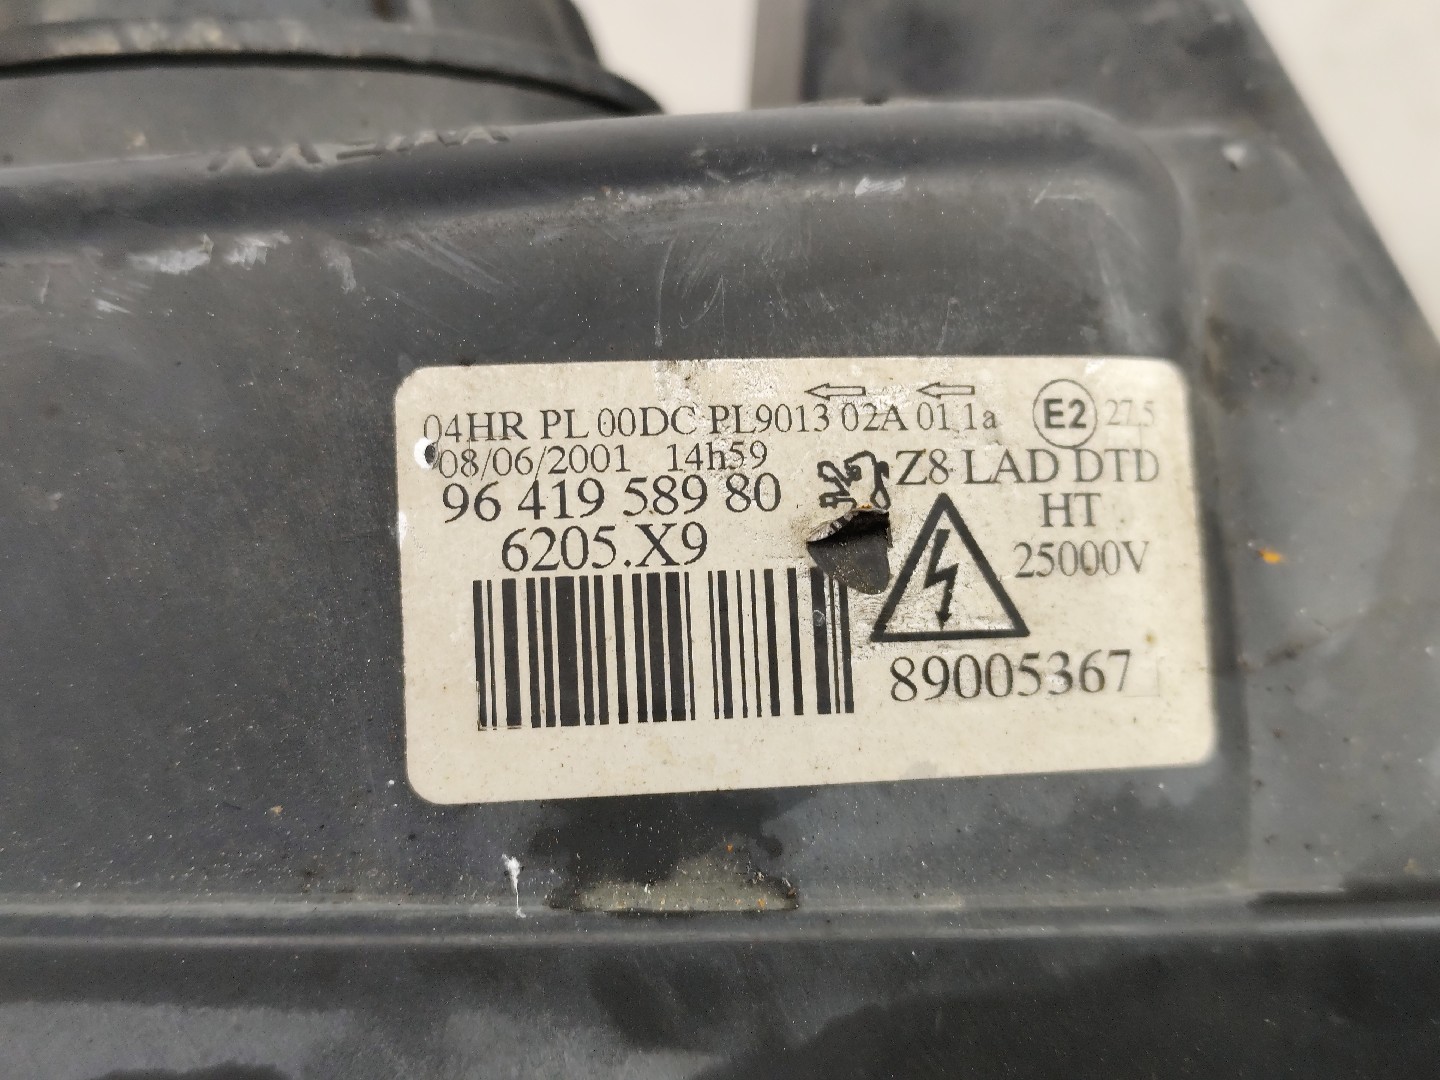 04HR PL 00DC PL9013 02A 01 1a E2 27.5
08/06/2001 14h59
Z8 LAD DTD
96 419 589 80
HT
6205.X9
25000V
89005367